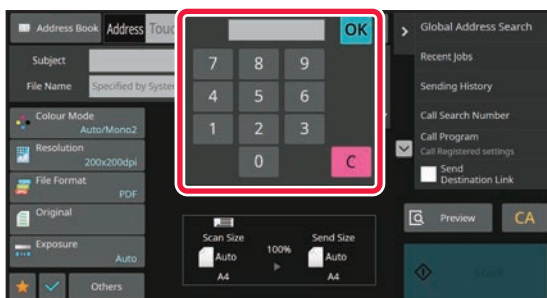 Address Book
Address
Touc
OK
Global Address Search
Subject
Recent Jobs
File Name
Specified by System
7 8 9
Sending History
4 5 6
Colour Mode
Auto/Mono2
Call Search Number
1 2 3
Call Program
Call Registered settings
Resolution
200x200dpi
0
C
Send
Destination Link
File Format
PDF
Original
Preview
CA
Scan Size
Auto
A4
100%
Send Size
Auto
A4
Exposure
Auto
Others
Start